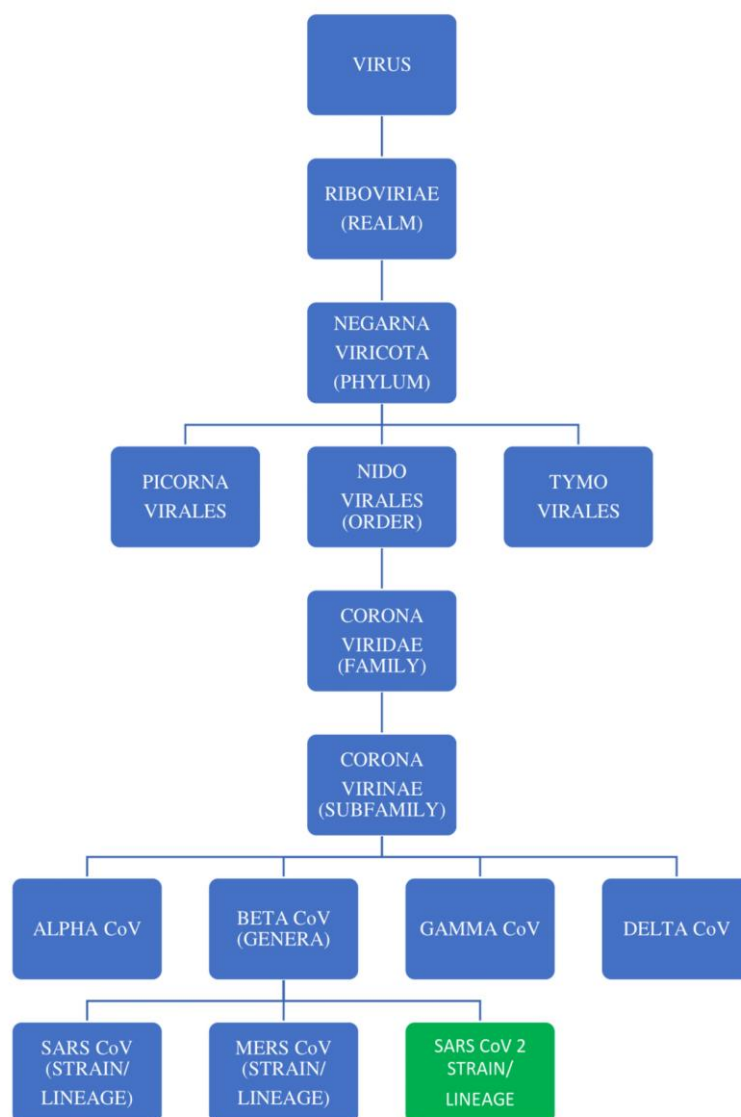 VIRUS
RIBOVIRIAE
(REALM)
NEGARNA
VIRICOTA
(PHYLUM)
PICORNA
VIRALES
NIDO
VIRALES
(ORDER)
TYMO
VIRALES
CORONA
VIRIDAE
(FAMILY)
CORONA
VIRINAE
(SUBFAMILY)
ALPHA CoV
BETA CoV
(GENERA)
GAMMA CoV
DELTA CoV
SARS CoV
(STRAIN/
LINEAGE)
MERS CoV
(STRAIN/
LINEAGE)
SARS CoV 2
STRAIN/
LINEAGE